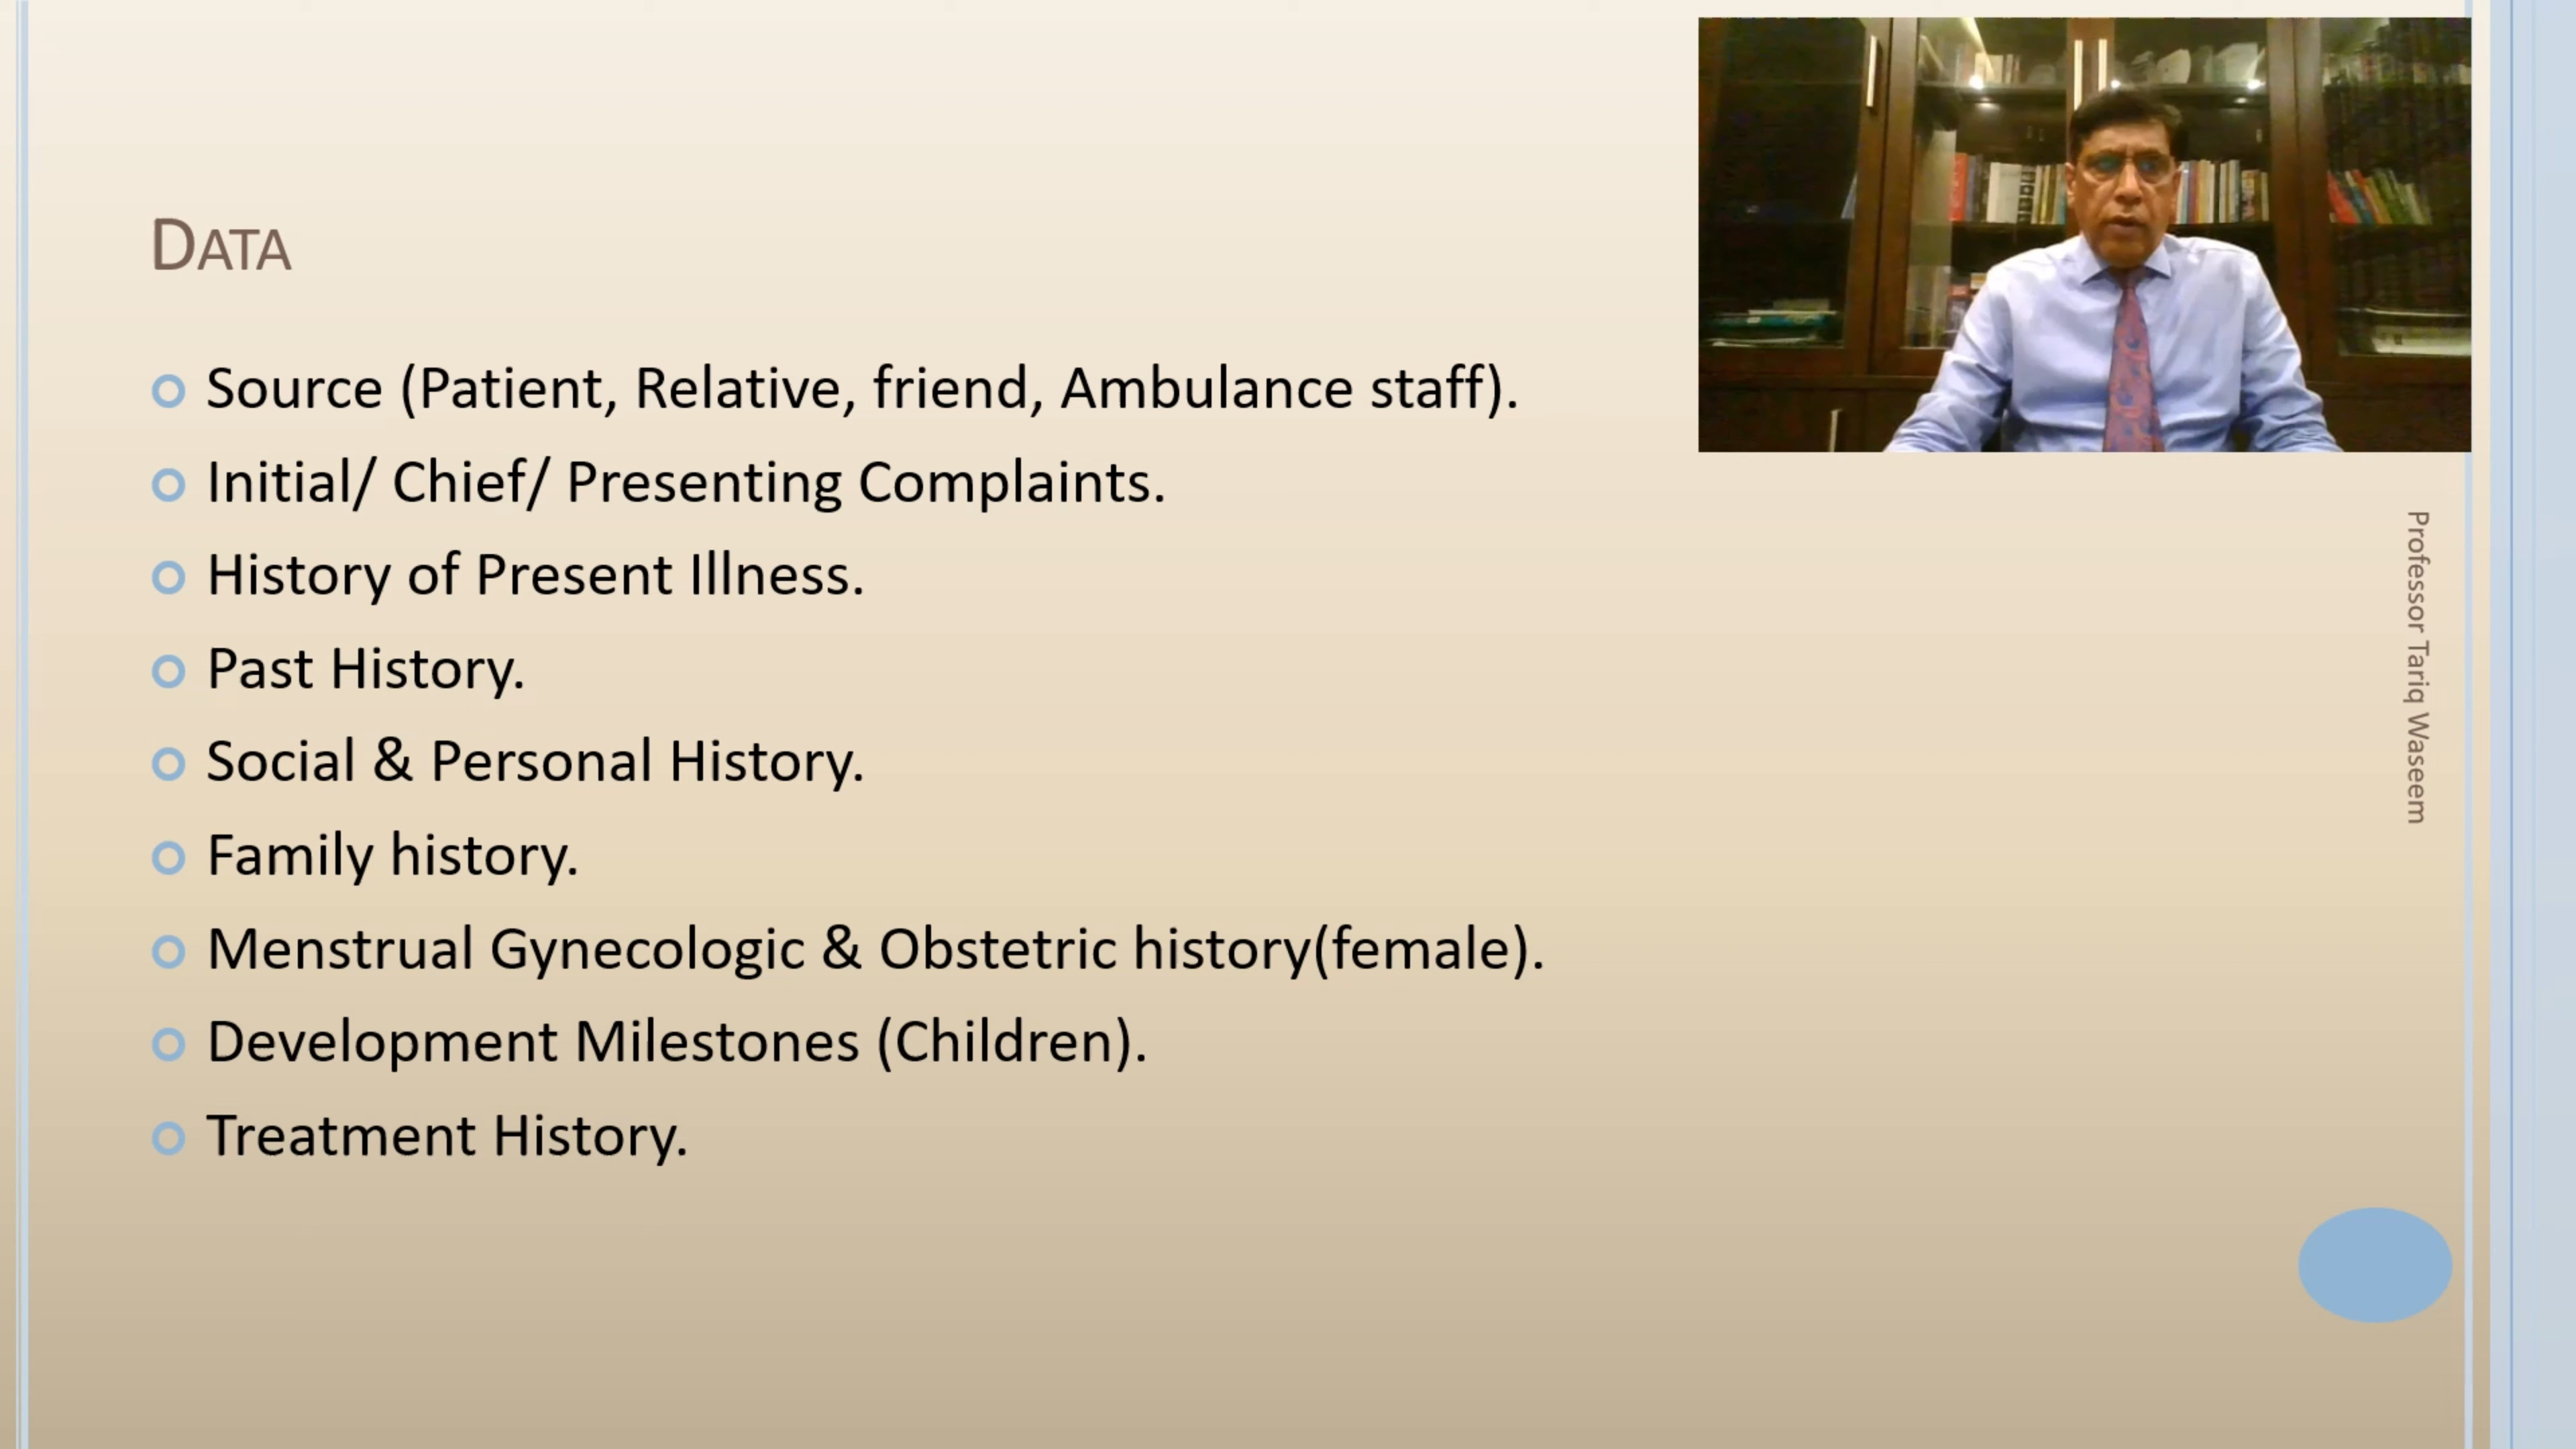 DATA
Source (Patient, Relative, friend, Ambulance staff).
Initial/ Chief/ Presenting Complaints.
History of Present Illness.
Past History.
Social & Personal History.
Family history.
Menstrual Gynecologic & Obstetric history(female).
Development Milestones (Children).
Treatment History.
Professor Tariq Waseem